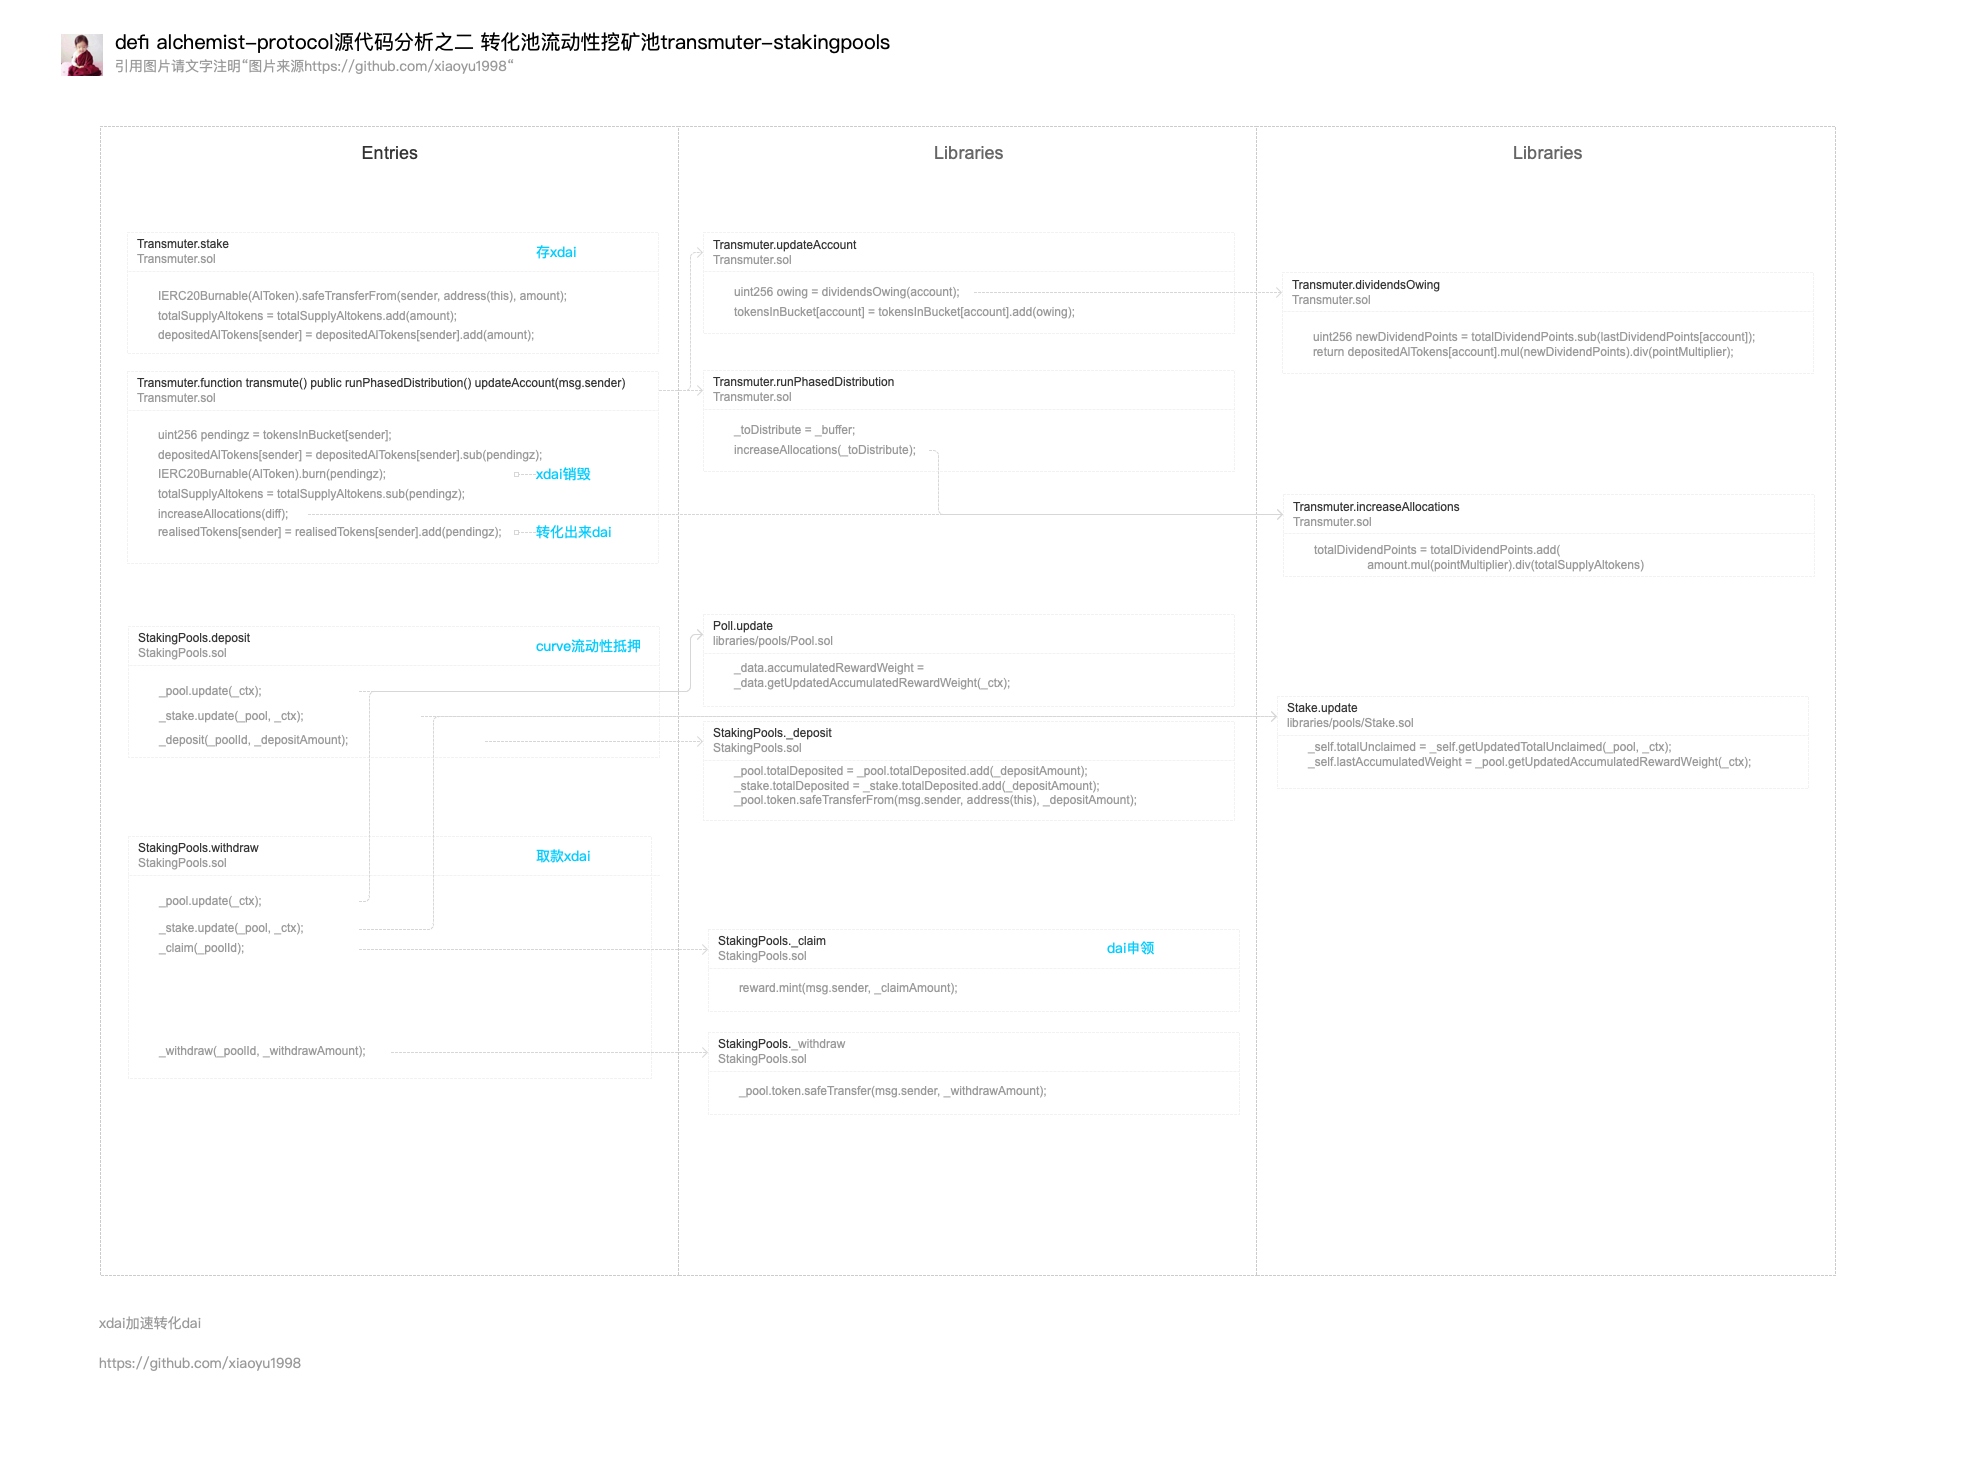 defi alchemist-protocol源代码分析之二 转化池流动性挖矿池transmuter-stakingpools
引用图片请文字注明“图片来源https://github.com/xiaoyu1998“
Entries
Libraries
Libraries
Transmuter.stake
Transmuter.sol
存xdai
IERC20Burnable(AlToken).safeTransferFrom(sender, address(this), amount);
totalSupplyAltokens = totalSupplyAltokens.add(amount);
depositedAlTokens[sender] = depositedAlTokens[sender].add(amount);
Transmuter.function transmute() public runPhasedDistribution() updateAccount(msg.sender)
Transmuter.sol
uint256 pendingz = tokensInBucket[sender];
depositedAlTokens[sender] = depositedAlTokens[sender].sub(pendingz);
IERC20Burnable(AlToken).burn(pendingz);
xdai销毁
totalSupplyAltokens = totalSupplyAltokens.sub(pendingz);
increaseAllocations(diff);
realisedTokens[sender] = realisedTokens[sender].add(pendingz);
转化出来dai
StakingPools.deposit
StakingPools.sol
curve流动性抵押
_pool.update(_ctx);
_stake.update(_pool, _ctx);
_deposit(_poolId, _depositAmount);
StakingPools.withdraw
StakingPools.sol
取款xdai
_pool.update(_ctx);
_stake.update(_pool, _ctx);
_claim(_poolId);
_withdraw(_poolId, _withdrawAmount);
Transmuter.updateAccount
Transmuter.sol
uint256 owing = dividendsOwing(account);
tokensInBucket[account] = tokensInBucket[account].add(owing);
Transmuter.runPhasedDistribution
Transmuter.sol
_toDistribute = _buffer;
increaseAllocations(_toDistribute);
Poll.update
libraries/pools/Pool.sol
_data.accumulatedRewardWeight =
_data.getUpdatedAccumulatedRewardWeight(_ctx);
StakingPools._deposit
StakingPools.sol
_pool.totalDeposited = _pool.totalDeposited.add(_depositAmount);
_stake.totalDeposited = _stake.totalDeposited.add(_depositAmount);
_pool.token.safeTransferFrom(msg.sender, address(this), _depositAmount);
StakingPools._claim
StakingPools.sol
dai申领
reward.mint(msg.sender, _claimAmount);
StakingPools._withdraw
StakingPools.sol
_pool.token.safeTransfer(msg.sender, _withdrawAmount);
Transmuter.dividendsOwing
Transmuter.sol
uint256 newDividendPoints = totalDividendPoints.sub(lastDividendPoints[account]);
return depositedAlTokens[account].mul(newDividendPoints).div(pointMultiplier);
Transmuter.increaseAllocations
Transmuter.sol
totalDividendPoints = totalDividendPoints.add(
amount.mul(pointMultiplier).div(totalSupplyAltokens)
Stake.update
libraries/pools/Stake.sol
_self.totalUnclaimed = _self.getUpdatedTotalUnclaimed(_pool, _ctx);
_self.lastAccumulatedWeight = _pool.getUpdatedAccumulatedRewardWeight(_ctx);
xdai加速转化dai
https://github.com/xiaoyu1998